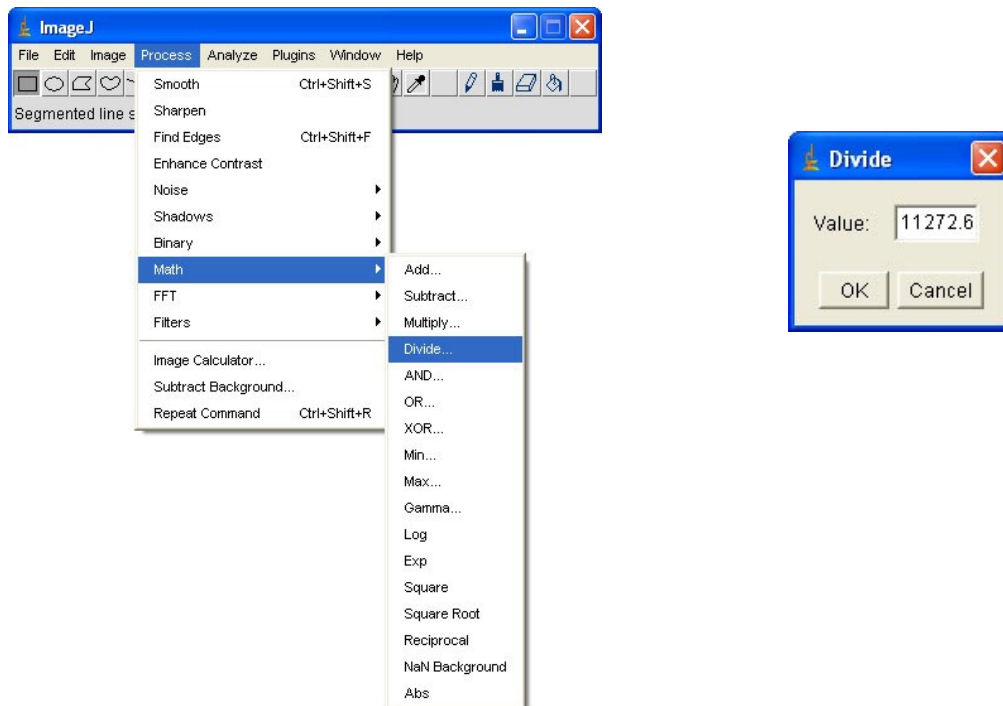 ImageJ
File Edit Image Process Analyze Plugins Window Help
Segmented line s
Smooth Ctrl+Shift+S
Sharpen
Find Edges Ctrl+Shift+F
Enhance Contrast
Noise
Shadows
Binary
Math
FFT
Filters
Image Calculator...
Subtract Background...
Repeat Command Ctrl+Shift+R
Add...
Subtract...
Multiply...
Divide...
AND...
OR...
XOR...
Min...
Max...
Gamma...
Log
Exp
Square
Square Root
Reciprocal
NaN Background
Abs
Divide
Value: 11272.6
OK Cancel